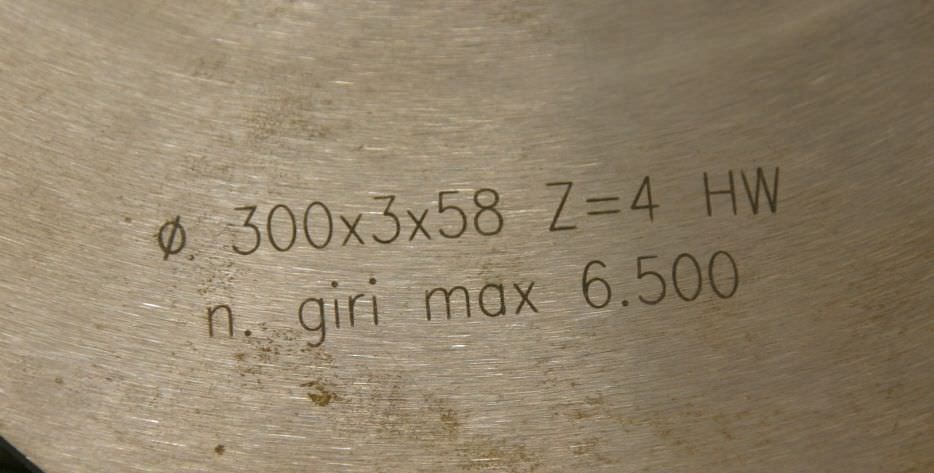 ø 300x3x58 Z=4 HW
n. giri max 6.500